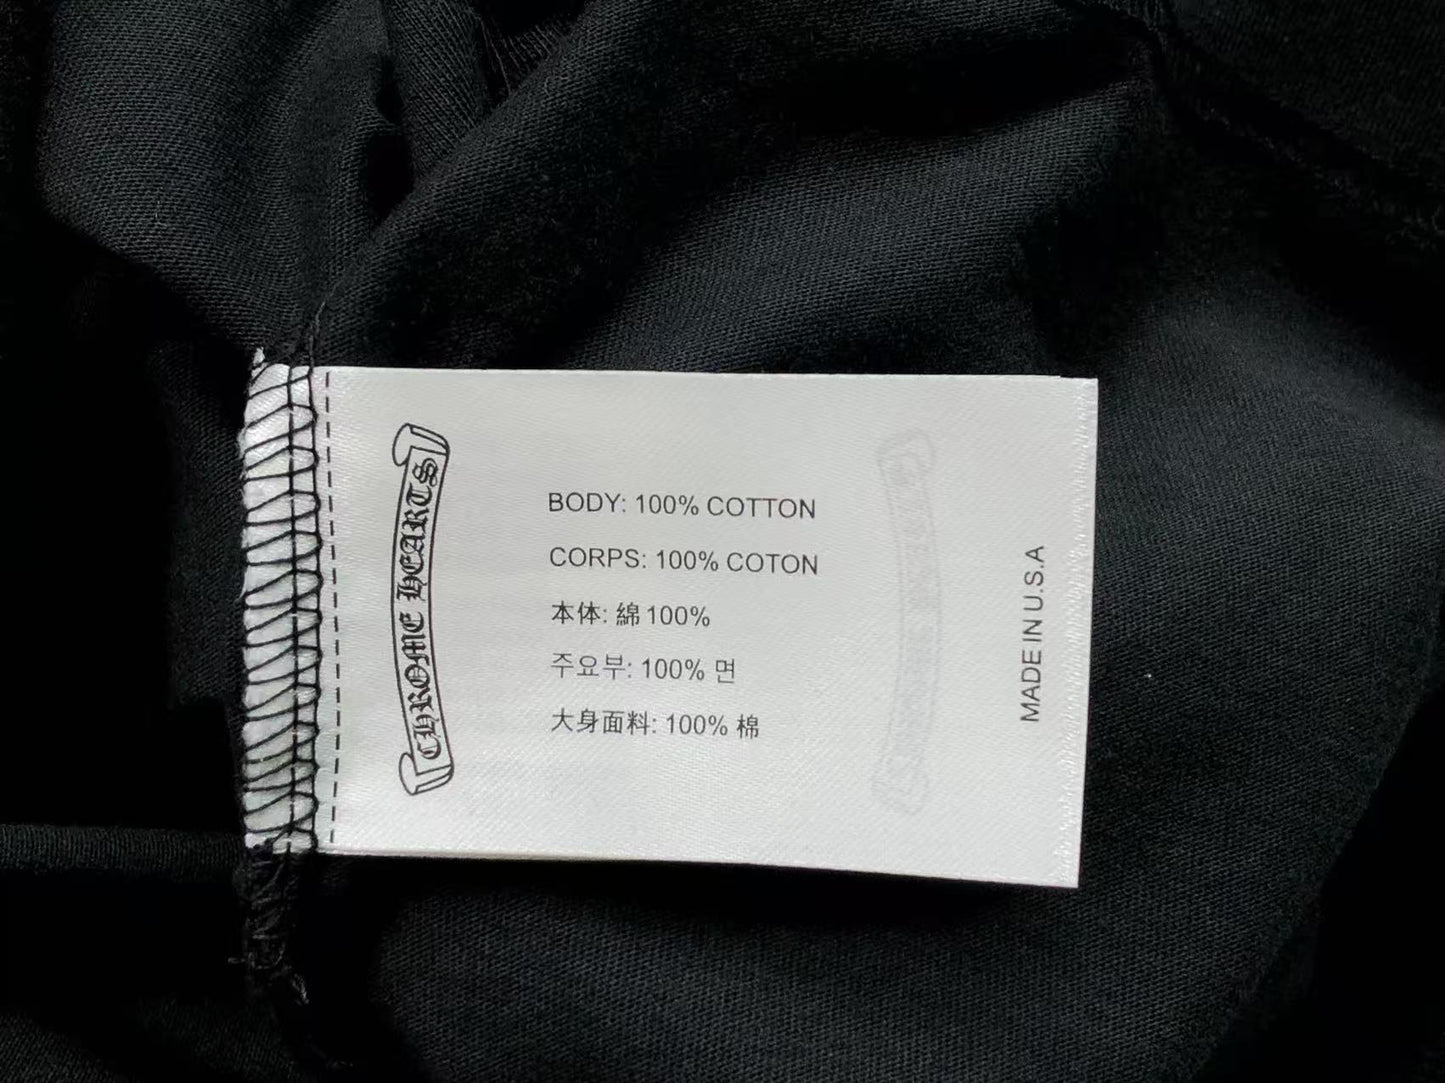 CHROME HEARTS
BODY: 100% COTTON
CORPS: 100% COTON
本体: 綿 100%
주요부: 100% 면
大身面料: 100% 棉
MADE IN U.S.A